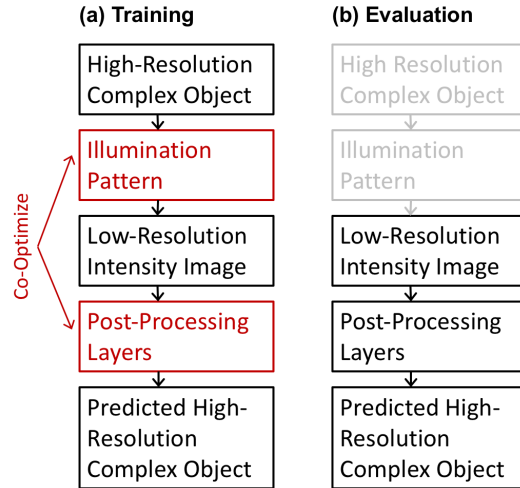 (a) Training
High-Resolution
Complex Object
Illumination
Pattern
Low-Resolution
Intensity Image
Post-Processing
Layers
Predicted High-
Resolution
Complex Object
Co-Optimize
(b) Evaluation
High Resolution
Complex Object
Illumination
Pattern
Low-Resolution
Intensity Image
Post-Processing
Layers
Predicted High-
Resolution
Complex Object